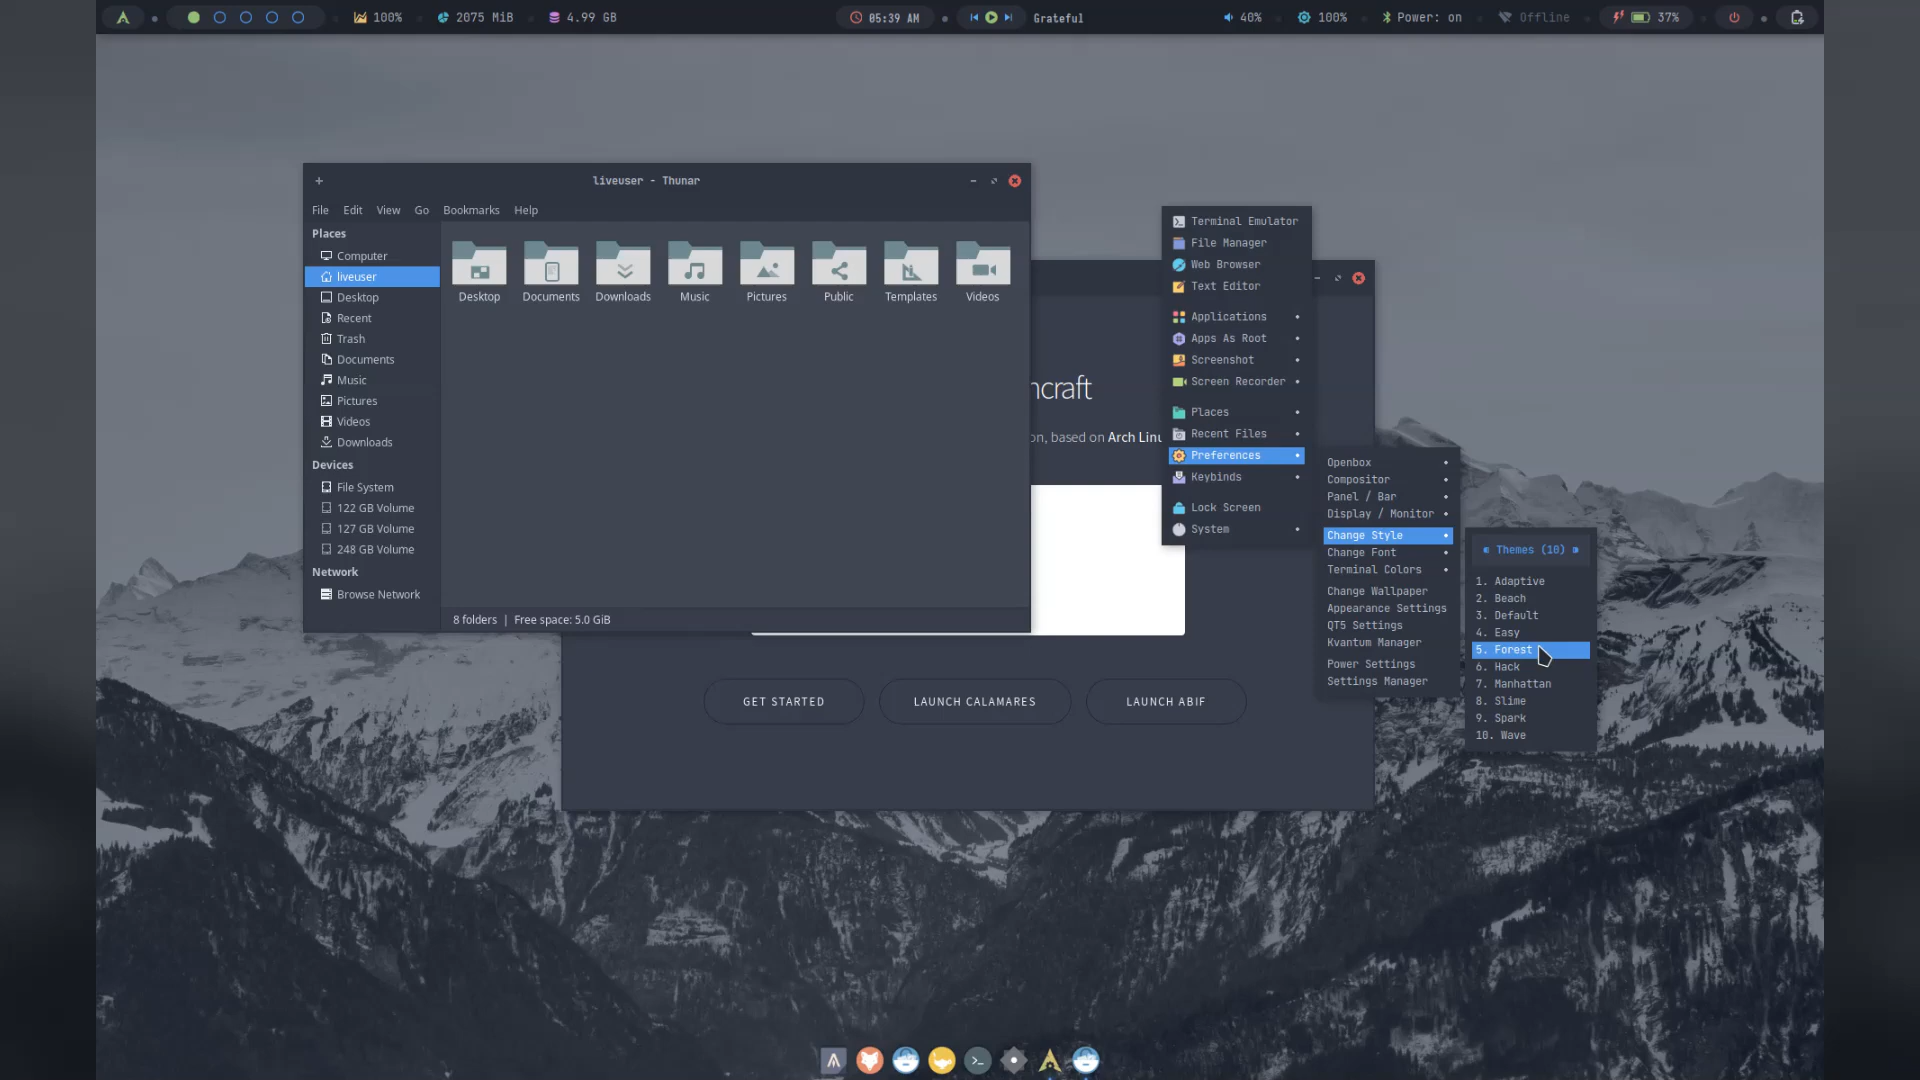 100%
2075 MiB
4.99 GB
05:39 AM
Grateful
40%
100%
Power: on
Offline
37%
+ liveuser - Thunar
File Edit View Go Bookmarks Help
Places
Computer
liveuser
Desktop
Recent
Trash
Documents
Music
Pictures
Videos
Downloads
Devices
File System
122 GB Volume
127 GB Volume
248 GB Volume
Network
Browse Network
Desktop
Documents
Downloads
Music
Pictures
Public
Templates
Videos
8 folders | Free space: 5.0 GiB
ncraft
on, based on Arch Linu
GET STARTED
LAUNCH CALAMARES
LAUNCH ABIF
Terminal Emulator
File Manager
Web Browser
Text Editor
Applications
Apps As Root
Screenshot
Screen Recorder
Places
Recent Files
Preferences
Keybinds
Lock Screen
System
Openbox
Compositor
Panel / Bar
Display / Monitor
Change Style
Change Font
Terminal Colors
Change Wallpaper
Appearance Settings
QT5 Settings
Kvantum Manager
Power Settings
Settings Manager
Themes (10)
1. Adaptive
2. Beach
3. Default
4. Easy
5. Forest
6. Hack
7. Manhattan
8. Slime
9. Spark
10. Wave